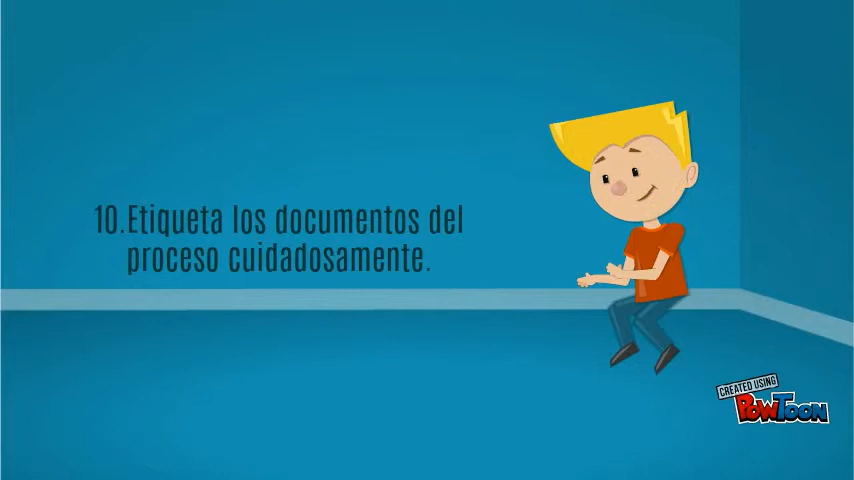 10.Etiqueta los documentos del
proceso cuidadosamente.
CREATED USING
POWTOON